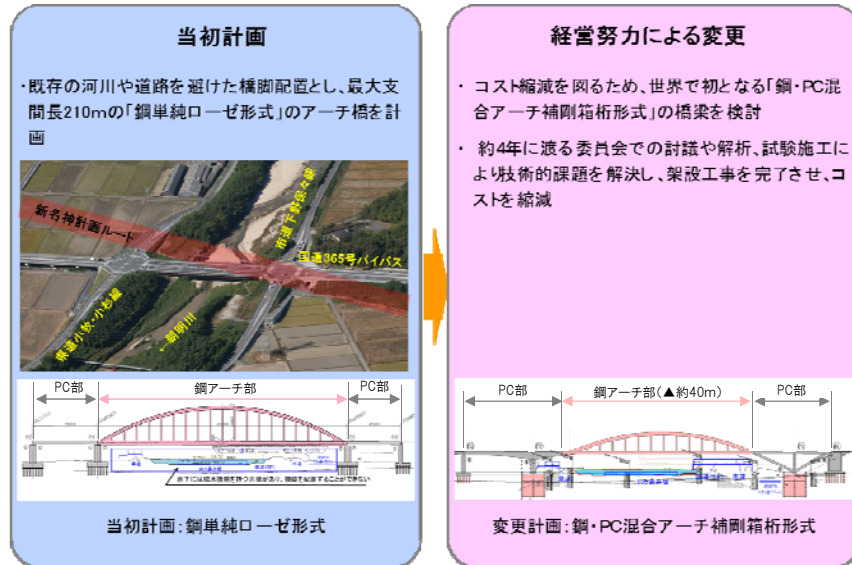 当初計画
・既存の河川や道路を避けた橋脚配置とし、最大支
間長210mの「鋼単純ローゼ形式」のアーチ橋を計
画
新名神計画ルート
市道下野保々線
国道365号バイパス
県道小牧・小杉線
←朝明川
PC部
鋼アーチ部
PC部
当初計画:鋼単純ローゼ形式
経営努力による変更
・ コスト縮減を図るため、世界で初となる「鋼・PC混
合アーチ補剛箱桁形式」の橋梁を検討
・ 約4年に渡る委員会での討議や解析、試験施工に
より技術的課題を解決し、架設工事を完了させ、コ
ストを縮減
PC部
鋼アーチ部(▲約40m)
PC部
変更計画:鋼・PC混合アーチ補剛箱桁形式